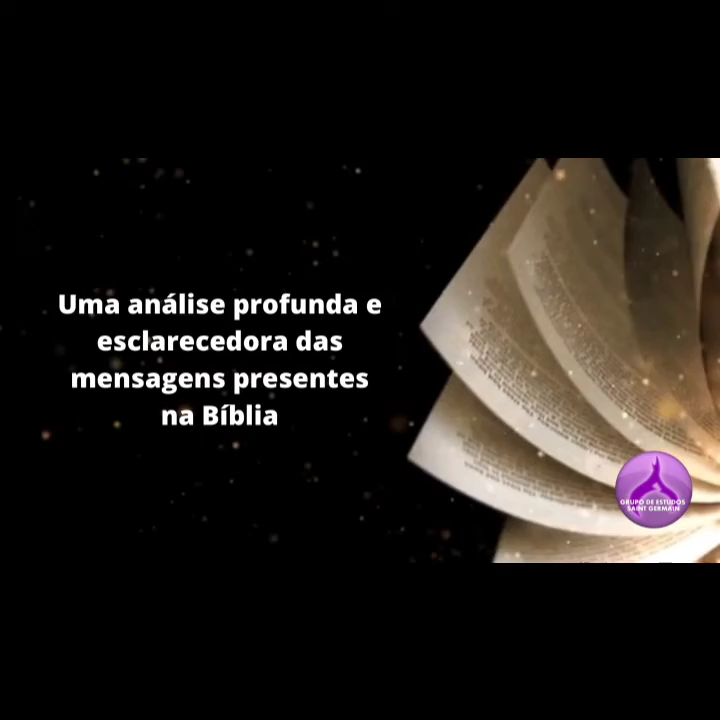 Uma análise profunda e
esclarecedora das
mensagens presentes
na Bíblia
GRUPO DE ESTUDOS
SAINT GERMAIN